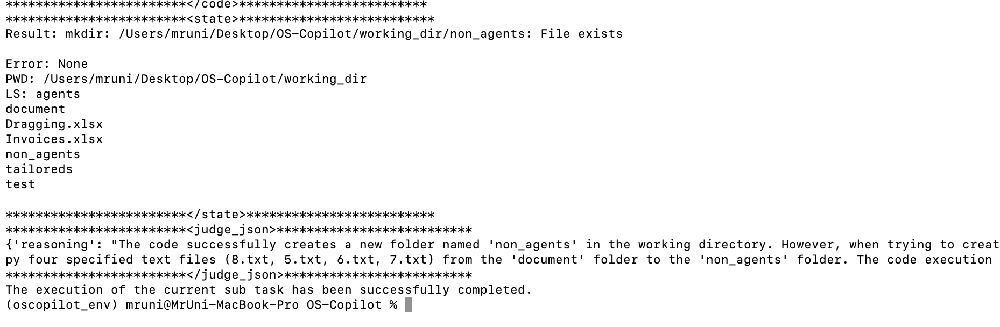 ************************</code>*************************
************************<state>**************************
Result: mkdir: /Users/mruni/Desktop/OS-Copilot/working_dir/non_agents: File exists
Error: None
PWD: /Users/mruni/Desktop/OS-Copilot/working_dir
LS: agents
document
Dragging.xlsx
Invoices.xlsx
non_agents
tailoreds
test
************************</state>*************************
************************<judge_json>**************************
{'reasoning': "The code successfully creates a new folder named 'non_agents' in the working directory. However, when trying to creat
py four specified text files (8.txt, 5.txt, 6.txt, 7.txt) from the 'document' folder to the 'non_agents' folder. The code execution
************************</judge_json>*************************
The execution of the current sub task has been successfully completed.
(oscopilot_env) mruni@MrUni-MacBook-Pro OS-Copilot %